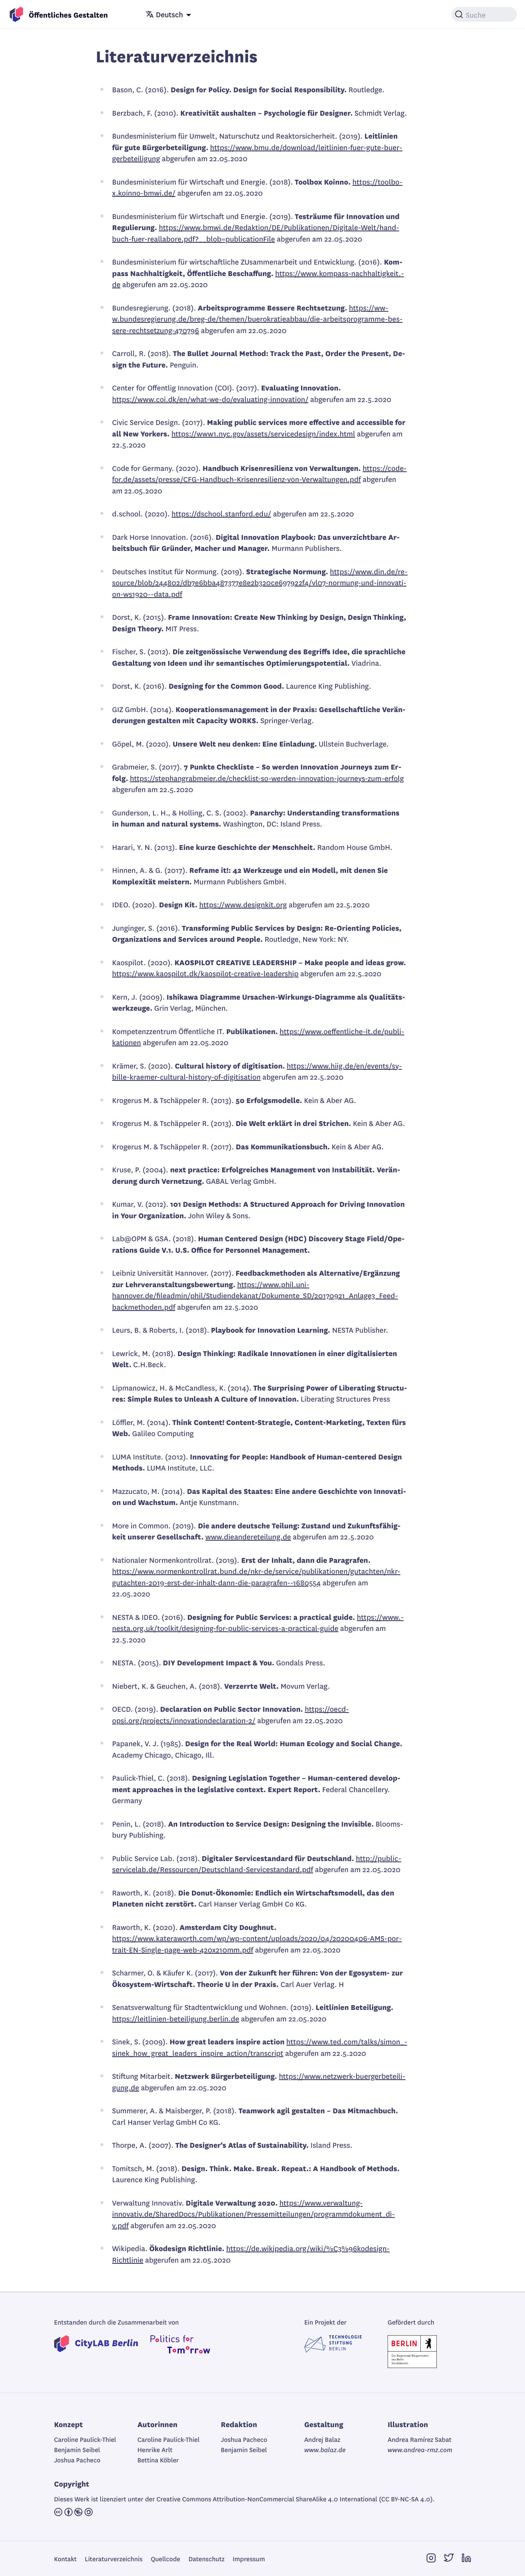 Öffentliches Gestalten
Deutsch
Suche
Literaturverzeichnis
Bason, C. (2016). Design for Policy. Design for Social Responsibility. Routledge.
Berzbach, F. (2010). Kreativität aushalten – Psychologie für Designer. Schmidt Verlag.
Bundesministerium für Umwelt, Naturschutz und Reaktorsicherheit. (2019). Leitlinien
für gute Bürgerbeteiligung. https://www.bmu.de/download/leitlinien-fuer-gute-buer-
gerbeteiligung abgerufen am 22.05.2020
Bundesministerium für Wirtschaft und Energie. (2018). Toolbox Koinno. https://toolbo-
x.koinno-bmwi.de/ abgerufen am 22.05.2020
Bundesministerium für Wirtschaft und Energie. (2019). Testräume für Innovation und
Regulierung. https://www.bmwi.de/Redaktion/DE/Publikationen/Digitale-Welt/hand-
buch-fuer-reallabore.pdf?__blob=publicationFile abgerufen am 22.05.2020
Bundesministerium für wirtschaftliche ZUsammenarbeit und Entwicklung. (2016). Kom-
pass Nachhaltigkeit, Öffentliche Beschaffung. https://www.kompass-nachhaltigkeit.-
de abgerufen am 22.05.2020
Bundesregierung. (2018). Arbeitsprogramme Bessere Rechtsetzung. https://ww-
w.bundesregierung.de/breg-de/themen/buerokratieabbau/die-arbeitsprogramme-bes-
sere-rechtsetzung-470796 abgerufen am 22.05.2020
Carroll, R. (2018). The Bullet Journal Method: Track the Past, Order the Present, De-
sign the Future. Penguin.
Center for Offentlig Innovation (COI). (2017). Evaluating Innovation.
https://www.coi.dk/en/what-we-do/evaluating-innovation/ abgerufen am 22.5.2020
Civic Service Design. (2017). Making public services more effective and accessible for
all New Yorkers. https://www1.nyc.gov/assets/servicedesign/index.html abgerufen am
22.5.2020
Code for Germany. (2020). Handbuch Krisenresilienz von Verwaltungen. https://code-
for.de/assets/presse/CFG-Handbuch-Krisenresilienz-von-Verwaltungen.pdf abgerufen
am 22.05.2020
d.school. (2020). https://dschool.stanford.edu/ abgerufen am 22.5.2020
Dark Horse Innovation. (2016). Digital Innovation Playbook: Das unverzichtbare Ar-
beitsbuch für Gründer, Macher und Manager. Murmann Publishers.
Deutsches Institut für Normung. (2019). Strategische Normung. https://www.din.de/re-
source/blob/244802/db7e6bba487377e8e2b320ce697922f4/vl07-normung-und-innovati-
on-ws1920--data.pdf
Dorst, K. (2015). Frame Innovation: Create New Thinking by Design, Design Thinking,
Design Theory. MIT Press.
Fischer, S. (2012). Die zeitgenössische Verwendung des Begriffs Idee, die sprachliche
Gestaltung von Ideen und ihr semantisches Optimierungspotential. Viadrina.
Dorst, K. (2016). Designing for the Common Good. Laurence King Publishing.
GIZ GmbH. (2014). Kooperationsmanagement in der Praxis: Gesellschaftliche Verän-
derungen gestalten mit Capacity WORKS. Springer-Verlag.
Göpel, M. (2020). Unsere Welt neu denken: Eine Einladung. Ullstein Buchverlage.
Grabmeier, S. (2017). 7 Punkte Checkliste – So werden Innovation Journeys zum Er-
folg. https://stephangrabmeier.de/checklist-so-werden-innovation-journeys-zum-erfolg
abgerufen am 22.05.2020
Gunderson, L. H., & Holling, C. S. (2002). Panarchy: Understanding transformations
in human and natural systems. Washington, DC: Island Press.
Harari, Y. N. (2013). Eine kurze Geschichte der Menschheit. Random House GmbH.
Hinnen, A. & G. (2017). Reframe it!: 42 Werkzeuge und ein Modell, mit denen Sie
Komplexität meistern. Murmann Publishers GmbH.
IDEO. (2020). Design Kit. https://www.designkit.org abgerufen am 22.5.2020
Junginger, S. (2016). Transforming Public Services by Design: Re-Orienting Policies,
Organizations and Services around People. Routledge, New York: NY.
Kaospilot. (2020). KAOSPILOT CREATIVE LEADERSHIP – Make people and ideas grow.
https://www.kaospilot.dk/kaospilot-creative-leadership abgerufen am 22.5.2020
Kern, J. (2009). Ishikawa Diagramme Ursachen-Wirkungs-Diagramme als Qualitäts-
werkzeuge. Grin Verlag, München.
Kompetenzzentrum Öffentliche IT. Publikationen. https://www.oeffentliche-it.de/publi-
kationen abgerufen am 22.05.2020
Krämer, S. (2020). Cultural history of digitisation. https://www.hiig.de/en/events/sy-
bille-kraemer-cultural-history-of-digitisation abgerufen am 22.5.2020
Krogerus M. & Tschäppeler R. (2013). 50 Erfolgsmodelle. Kein & Aber AG.
Krogerus M. & Tschäppeler R. (2013). Die Welt erklärt in drei Strichen. Kein & Aber AG.
Krogerus M. & Tschäppeler R. (2017). Das Kommunikationsbuch. Kein & Aber AG.
Kruse, P. (2004). next practice: Erfolgreiches Management von Instabilität. Verän-
derung durch Vernetzung. GABAL Verlag GmbH.
Kumar, V. (2012). 101 Design Methods: A Structured Approach for Driving Innovation
in Your Organization. John Wiley & Sons.
Lab@OPM & GSA. (2018). Human Centered Design (HDC) Discovery Stage Field/Ope-
rations Guide V.1. U.S. Office for Personnel Management.
Leibniz Universität Hannover. (2017). Feedbackmethoden als Alternative/Ergänzung
zur Lehrveranstaltungsbewertung. https://www.phil.uni-
hannover.de/fileadmin/phil/Studiendekanat/Dokumente_SD/20170921_Anlage3_Feed-
backmethoden.pdf abgerufen am 22.5.2020
Leurs, B. & Roberts, I. (2018). Playbook for Innovation Learning. NESTA Publisher.
Lewrick, M. (2018). Design Thinking: Radikale Innovationen in einer digitalisierten
Welt. C.H.Beck.
Lipmanowicz, H. & McCandless, K. (2014). The Surprising Power of Liberating Structu-
res: Simple Rules to Unleash A Culture of Innovation. Liberating Structures Press
Löffler, M. (2014). Think Content! Content-Strategie, Content-Marketing, Texten fürs
Web. Galileo Computing
LUMA Institute. (2012). Innovating for People: Handbook of Human-centered Design
Methods. LUMA Institute, LLC.
Mazzucato, M. (2014). Das Kapital des Staates: Eine andere Geschichte von Innovati-
on und Wachstum. Antje Kunstmann.
More in Common. (2019). Die andere deutsche Teilung: Zustand und Zukunftsfähig-
keit unserer Gesellschaft. www.dieandereteilung.de abgerufen am 22.5.2020
Nationaler Normenkontrollrat. (2019). Erst der Inhalt, dann die Paragrafen.
https://www.normenkontrollrat.bund.de/nkr-de/service/publikationen/gutachten/nkr-
gutachten-2019-erst-der-inhalt-dann-die-paragrafen--1680554 abgerufen am
22.05.2020
NESTA & IDEO. (2016). Designing for Public Services: a practical guide. https://www.-
nesta.org.uk/toolkit/designing-for-public-services-a-practical-guide abgerufen am
22.5.2020
NESTA. (2015). DIY Development Impact & You. Gondals Press.
Niebert, K. & Geuchen, A. (2018). Verzerrte Welt. Movum Verlag.
OECD. (2019). Declaration on Public Sector Innovation. https://oecd-
opsi.org/projects/innovationdeclaration-2/ abgerufen am 22.05.2020
Papanek, V. J. (1985). Design for the Real World: Human Ecology and Social Change.
Academy Chicago, Chicago, Ill.
Paulick-Thiel, C. (2018). Designing Legislation Together – Human-centered develop-
ment approaches in the legislative context. Expert Report. Federal Chancellery.
Germany
Penin, L. (2018). An Introduction to Service Design: Designing the Invisible. Blooms-
bury Publishing.
Public Service Lab. (2018). Digitaler Servicestandard für Deutschland. http://public-
servicelab.de/Ressourcen/Deutschland-Servicestandard.pdf abgerufen am 22.05.2020
Raworth, K. (2018). Die Donut-Ökonomie: Endlich ein Wirtschaftsmodell, das den
Planeten nicht zerstört. Carl Hanser Verlag GmbH Co KG.
Raworth, K. (2020). Amsterdam City Doughnut.
https://www.kateraworth.com/wp/wp-content/uploads/2020/04/20200406-AMS-por-
trait-EN-Single-page-web-420x210mm.pdf abgerufen am 22.05.2020
Scharmer, O. & Käufer K. (2017). Von der Zukunft her führen: Von der Egosystem- zur
Ökosystem-Wirtschaft. Theorie U in der Praxis. Carl Auer Verlag. H
Senatsverwaltung für Stadtentwicklung und Wohnen. (2019). Leitlinien Beteiligung.
https://leitlinien-beteiligung.berlin.de abgerufen am 22.05.2020
Sinek, S. (2009). How great leaders inspire action https://www.ted.com/talks/simon_-
sinek_how_great_leaders_inspire_action/transcript abgerufen am 22.5.2020
Stiftung Mitarbeit. Netzwerk Bürgerbeteiligung. https://www.netzwerk-buergerbeteili-
gung.de abgerufen am 22.05.2020
Summerer, A. & Maisberger, P. (2018). Teamwork agil gestalten – Das Mitmachbuch.
Carl Hanser Verlag GmbH Co KG.
Thorpe, A. (2007). The Designer's Atlas of Sustainability. Island Press.
Tomitsch, M. (2018). Design. Think. Make. Break. Repeat.: A Handbook of Methods.
Laurence King Publishing.
Verwaltung Innovativ. Digitale Verwaltung 2020. https://www.verwaltung-
innovativ.de/SharedDocs/Publikationen/Pressemitteilungen/programmdokument_di-
v.pdf abgerufen am 22.05.2020
Wikipedia. Ökodesign Richtlinie. https://de.wikipedia.org/wiki/%C3%96kodesign-
Richtlinie abgerufen am 22.05.2020
Entstanden durch die Zusammenarbeit von
CityLAB Berlin
Politics for
Tomorrow
Ein Projekt der
TECHNOLOGIE
STIFTUNG
BERLIN
Gefördert durch
BERLIN
Konzept
Caroline Paulick-Thiel
Benjamin Seibel
Joshua Pacheco
Autorinnen
Caroline Paulick-Thiel
Henrike Arlt
Bettina Köbler
Redaktion
Joshua Pacheco
Benjamin Seibel
Gestaltung
Andrej Balaz
www.balaz.de
Illustration
Andrea Ramírez Sabat
www.andrea-rmz.com
Copyright
Dieses Werk ist lizenziert unter der Creative Commons Attribution-NonCommercial ShareAlike 4.0 International (CC BY-NC-SA 4.0).
Kontakt
Literaturverzeichnis
Quellcode
Datenschutz
Impressum